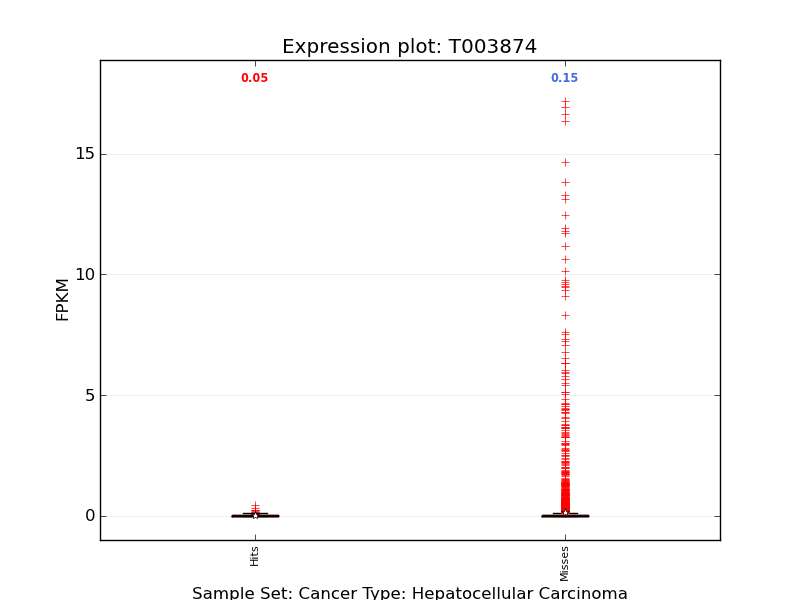 Expression plot: T003874
0.05 0.15
15
10
5
0
FPKM
Hits Misses
Sample Set: Cancer Type: Hepatocellular Carcinoma